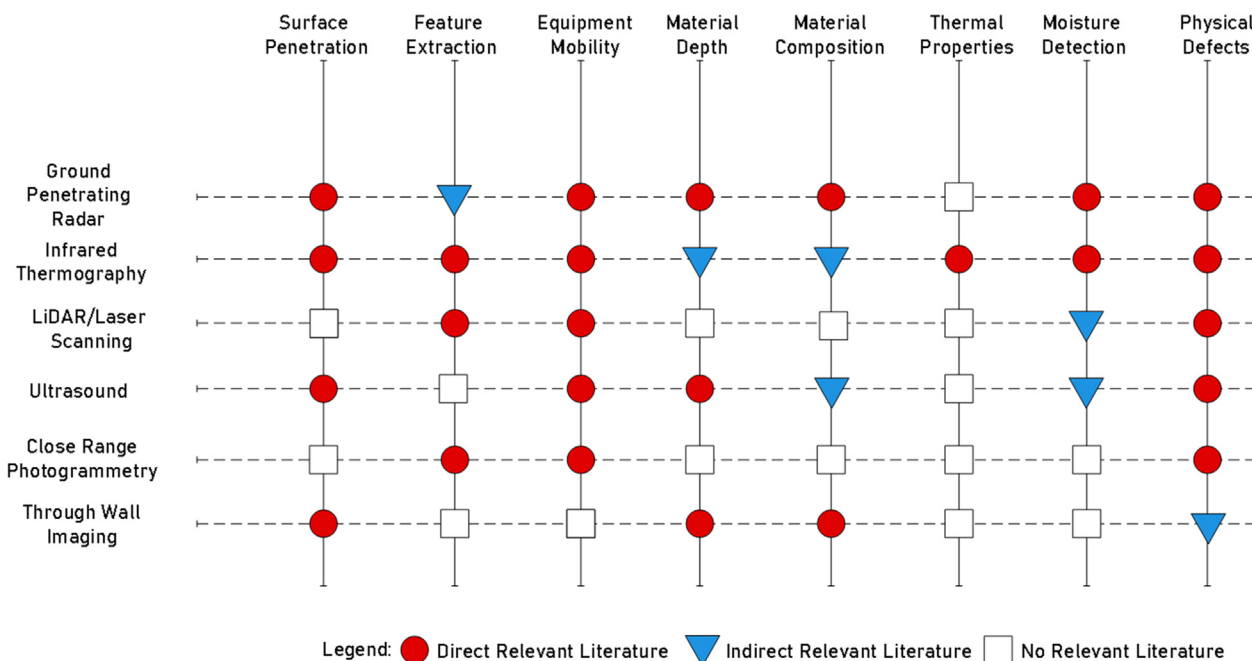 Surface
Penetration
Feature
Extraction
Equipment
Mobility
Material
Depth
Material
Composition
Thermal
Properties
Moisture
Detection
Physical
Defects
Ground
Penetrating
Radar
Infrared
Thermography
LiDAR/Laser
Scanning
Ultrasound
Close Range
Photogrammetry
Through Wall
Imaging
Legend: Direct Relevant Literature Indirect Relevant Literature No Relevant Literature